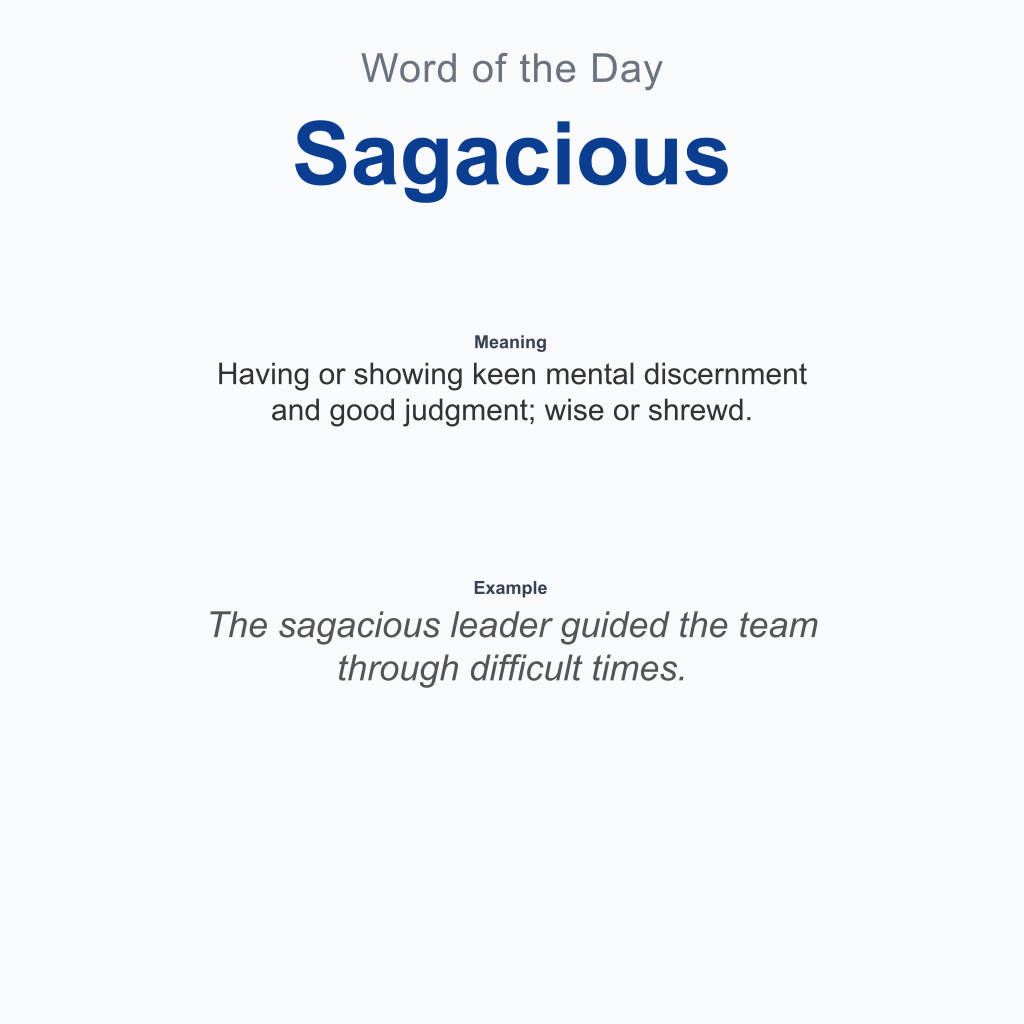 Word of the Day
Sagacious
Meaning
Having or showing keen mental discernment
and good judgment; wise or shrewd.
Example
The sagacious leader guided the team
through difficult times.